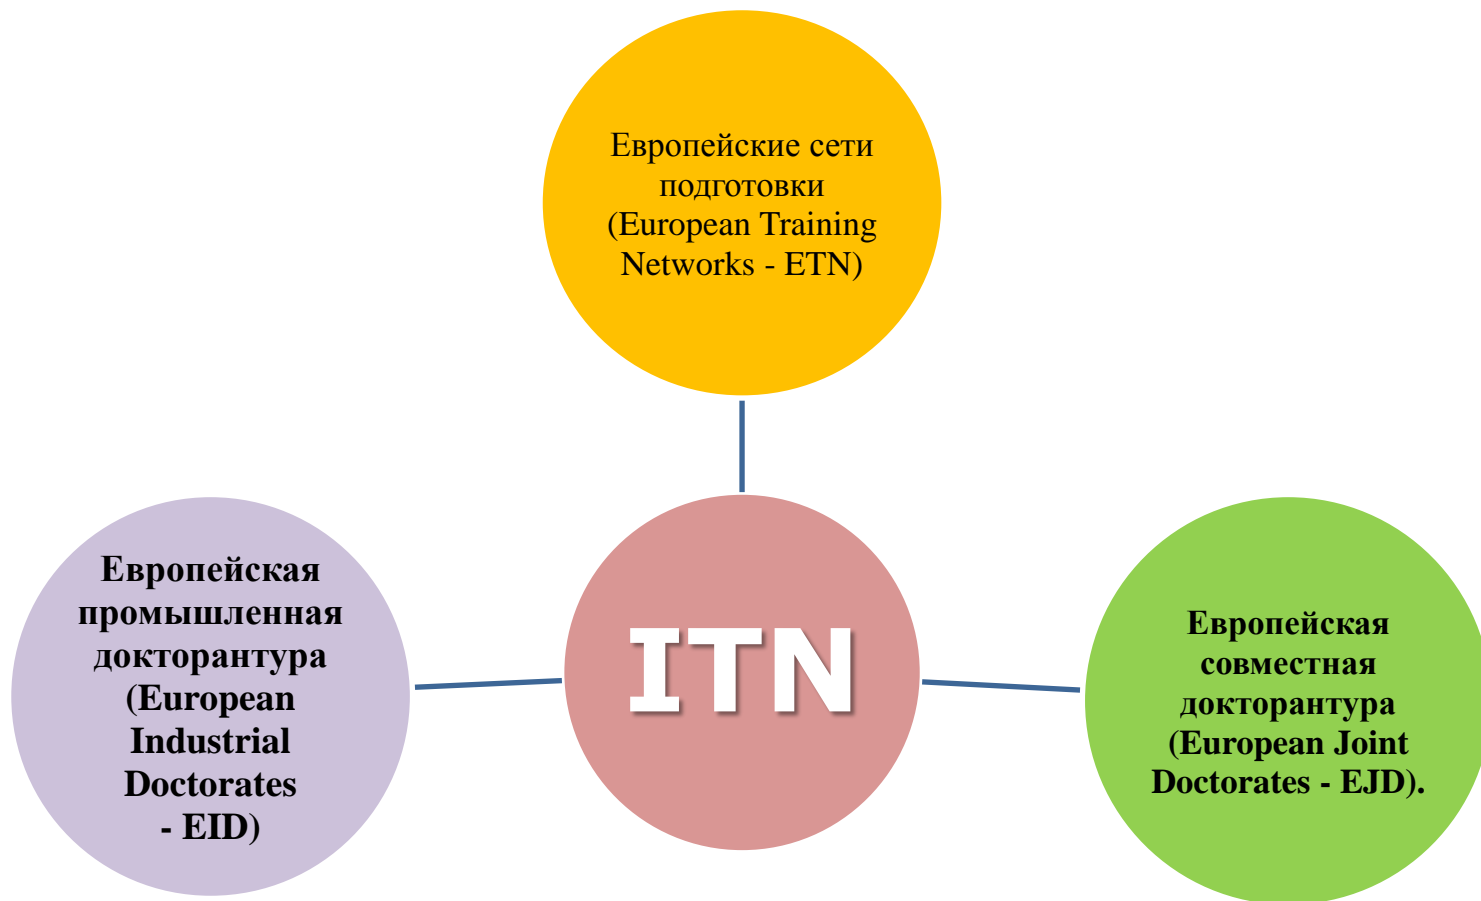 Европейские сети
подготовки
(European Training
Networks - ETN)
Европейская
промышленная
докторантура
(European
Industrial
Doctorates
- EID)
ITN
Европейская
совместная
докторантура
(European Joint
Doctorates - EJD).